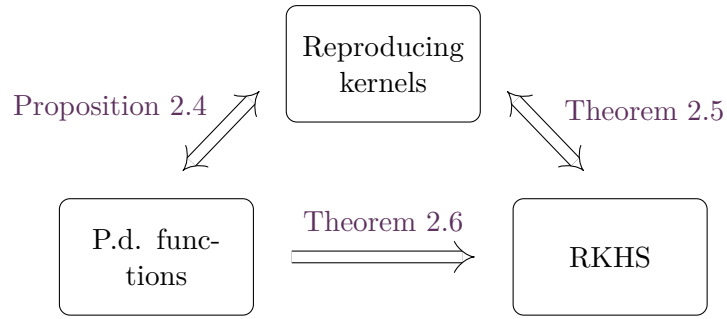 Reproducing
kernels
Proposition 2.4
Theorem 2.5
P.d. func-
tions
Theorem 2.6
RKHS